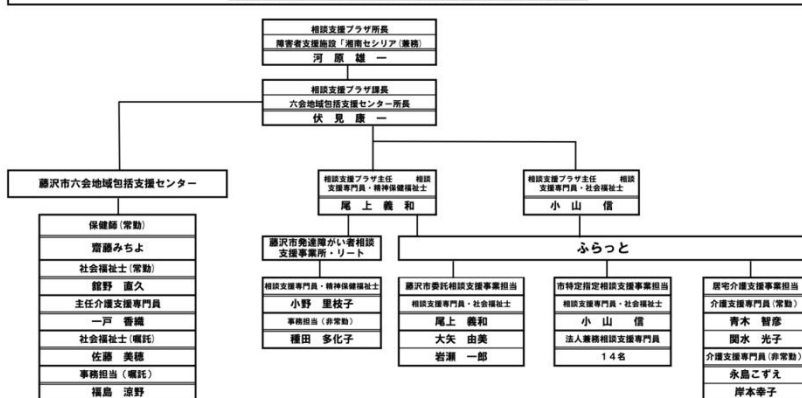 相談支援プラザ所長
障害者支援施設「湘南セシリア(兼務)
河原 雄一
相談支援プラザ課長
六会地域包括支援センター所長
伏見 康一
藤沢市六会地域包括支援センター
保健師(常勤)
齋藤みちよ
社会福祉士(常勤)
舘野 直久
主任介護支援専門員
一戸 香織
社会福祉士(嘱託)
佐藤 美穂
事務担当(嘱託)
福島 涼野
相談支援プラザ主任 相談
支援専門員・精神保健福祉士
尾上 義和
相談支援プラザ主任 相談
支援専門員・社会福祉士
小山 信
藤沢市発達障がい者相談
支援事業所・リート
相談支援専門員・精神保健福祉士
小野 里枝子
事務担当(非常勤)
種田 多化子
ふらっと
藤沢市委託相談支援事業担当
相談支援専門員・社会福祉士
尾上 義和
大矢 由美
岩瀬 一郎
市特定指定相談支援事業担当
相談支援専門員・社会福祉士
小山 信
法人兼務相談支援専門員
14名
居宅介護支援事業担当
介護支援専門員(常勤)
青木 智彦
関水 光子
介護支援専門員(非常勤)
永島こずえ
岸本幸子